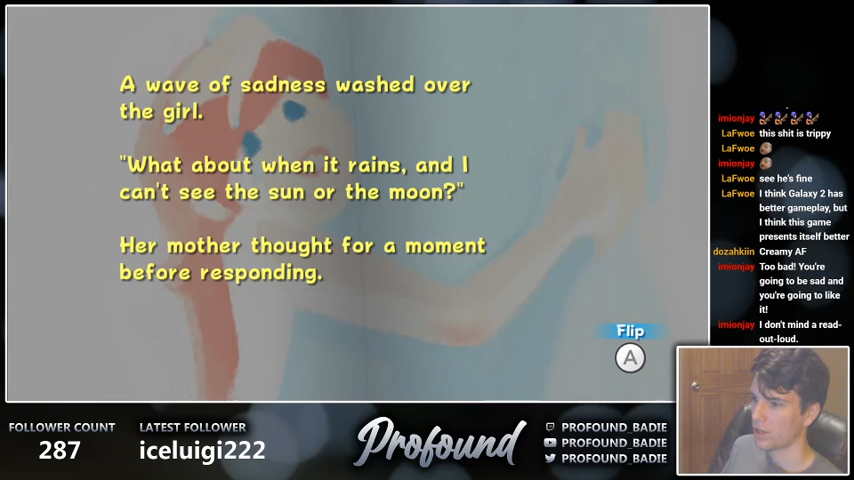 A wave of sadness washed over
the girl.
"What about when it rains, and I
can't see the sun or the moon?"
Her mother thought for a moment
before responding.
Flip
A
imionjay
LaFwoe this shit is trippy
LaFwoe
imionjay
LaFwoe see he's fine
LaFwoe I think Galaxy 2 has
better gameplay, but
I think this game
presents itself better
dozahkiin Creamy AF
imionjay Too bad! You're
going to be sad and
you're going to like
it!
imionjay I don't mind a read-
out-loud.
FOLLOWER COUNT
287
LATEST FOLLOWER
iceluigi222
Profound
PROFOUND_BADIE
PROFOUND_BADIE
PROFOUND_BADIE